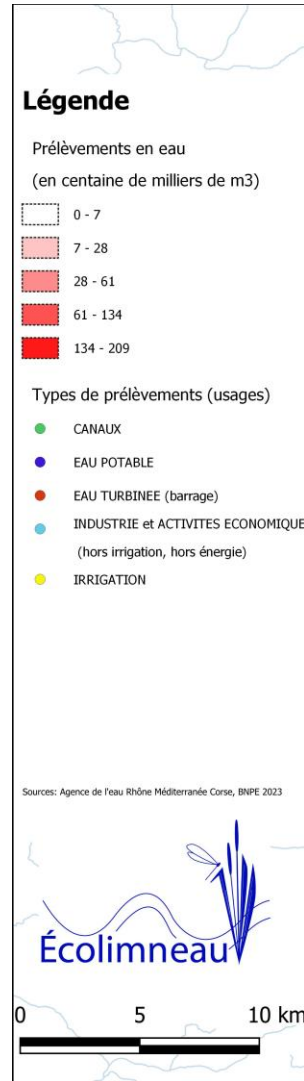 Légende
Prélèvements en eau
(en centaine de milliers de m3)
0 - 7
7 - 28
28 - 61
61 - 134
134 - 209
Types de prélèvements (usages)
CANAUX
EAU POTABLE
EAU TURBINEE (barrage)
INDUSTRIE et ACTIVITES ECONOMIQUE
(hors irrigation, hors énergie)
IRRIGATION
Sources: Agence de l'eau Rhône Méditerranée Corse, BNPE 2023
Écolimneau
0 5 10 km